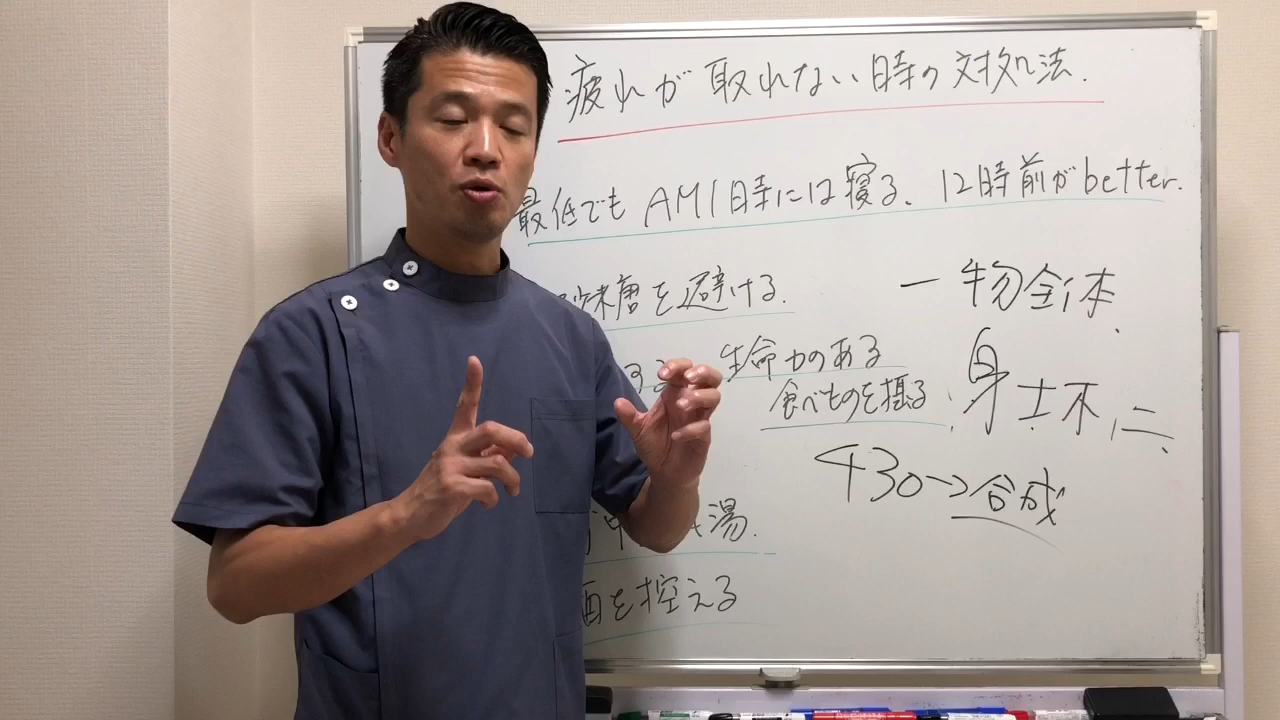 疲れが取れない時の対処法.
最低でもAM1時には寝る. 12時前がbetter.
砂糖を避ける.
生命力のある
食べものを摂る
湯.
酒を控える
一物全体
身土不二
430→合成